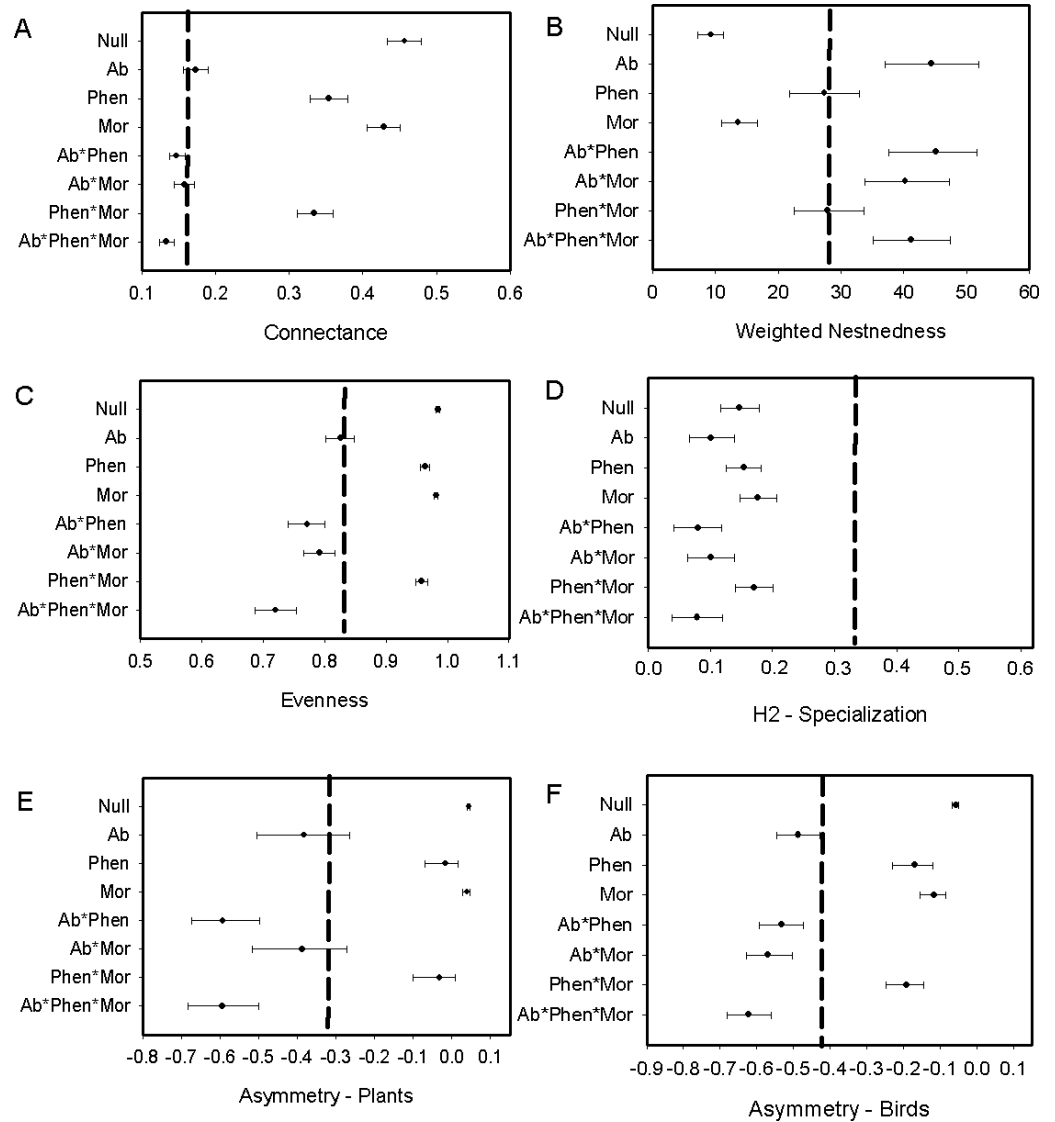 A
Null
Ab
Phen
Mor
Ab*Phen
Ab*Mor
Phen*Mor
Ab*Phen*Mor
0.1 0.2 0.3 0.4 0.5 0.6
Connectance
B
Null
Ab
Phen
Mor
Ab*Phen
Ab*Mor
Phen*Mor
Ab*Phen*Mor
0 10 20 30 40 50 60
Weighted Nestnedness
C
Null
Ab
Phen
Mor
Ab*Phen
Ab*Mor
Phen*Mor
Ab*Phen*Mor
0.5 0.6 0.7 0.8 0.9 1.0 1.1
Evenness
D
Null
Ab
Phen
Mor
Ab*Phen
Ab*Mor
Phen*Mor
Ab*Phen*Mor
0.0 0.1 0.2 0.3 0.4 0.5 0.6
H2 - Specialization
E
Null
Ab
Phen
Mor
Ab*Phen
Ab*Mor
Phen*Mor
Ab*Phen*Mor
-0.8 -0.7 -0.6 -0.5 -0.4 -0.3 -0.2 -0.1 0.0 0.1
Asymmetry - Plants
F
Null
Ab
Phen
Mor
Ab*Phen
Ab*Mor
Phen*Mor
Ab*Phen*Mor
-0.9 -0.8 -0.7 -0.6 -0.5 -0.4 -0.3 -0.2 -0.1 0.0 0.1
Asymmetry - Birds